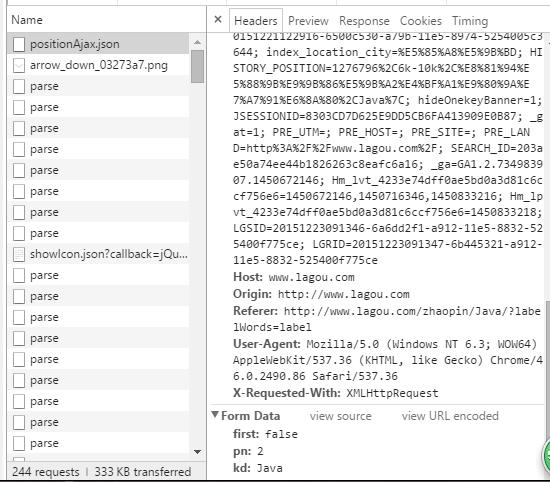 Name
positionAjax.json
arrow_down_03273a7.png
parse
parse
parse
parse
parse
parse
parse
parse
showIcon.json?callback=jQu...
parse
parse
parse
parse
parse
parse
parse
parse
parse
244 requests | 333 KB transferred
× Headers Preview Response Cookies Timing
0151221122916-6500c530-a79b-11e5-8974-5254005c3
644; index_location_city=%E5%85%A8%E5%9B%BD; HI
STORY_POSITION=1276796%2C6k-10k%2C%E8%81%94%E
5%88%9B%E9%9B%86%E5%9B%A2%E4%BF%A1%E9%80%9A%E
7%A7%91%E6%8A%80%2CJava%7C; hideOnekeyBanner=1;
JSESSIONID=8303CD7D625E9DD5CB6FA413909E0B87; _g
at=1; PRE_UTM=; PRE_HOST=; PRE_SITE=; PRE_LAN
D=http%3A%2F%2Fwww.lagou.com%2F; SEARCH_ID=203a
e50a74ee44b1826263c8eafc6a16; _ga=GA1.2.7349839
07.1450672146; Hm_lvt_4233e74dff0ae5bd0a3d81c6c
cf756e6=1450672146,1450716346,1450833216; Hm_lp
vt_4233e74dff0ae5bd0a3d81c6ccf756e6=1450833218;
LGSID=20151223091346-6a6dd2f1-a912-11e5-8832-52
5400f775ce; LGRID=20151223091347-6b445321-a912-
11e5-8832-525400f775ce
Host: www.lagou.com
Origin: http://www.lagou.com
Referer: http://www.lagou.com/zhaopin/Java/?labe
lWords=label
User-Agent: Mozilla/5.0 (Windows NT 6.3; WOW64)
AppleWebKit/537.36 (KHTML, like Gecko) Chrome/4
6.0.2490.86 Safari/537.36
X-Requested-With: XMLHttpRequest
Form Data view source view URL encoded
first: false
pn: 2
kd: Java